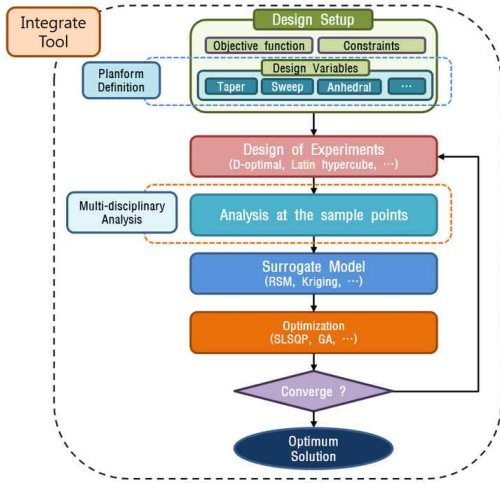 Integrate
Tool
Design Setup
Objective function
Constraints
Planform
Definition
Design Variables
Taper
Sweep
Anhedral
...
Design of Experiments
(D-optimal, Latin hypercube, ...)
Multi-disciplinary
Analysis
Analysis at the sample points
Surrogate Model
(RSM, Kriging, ...)
Optimization
(SLSQP, GA, ...)
Converge ?
Optimum
Solution